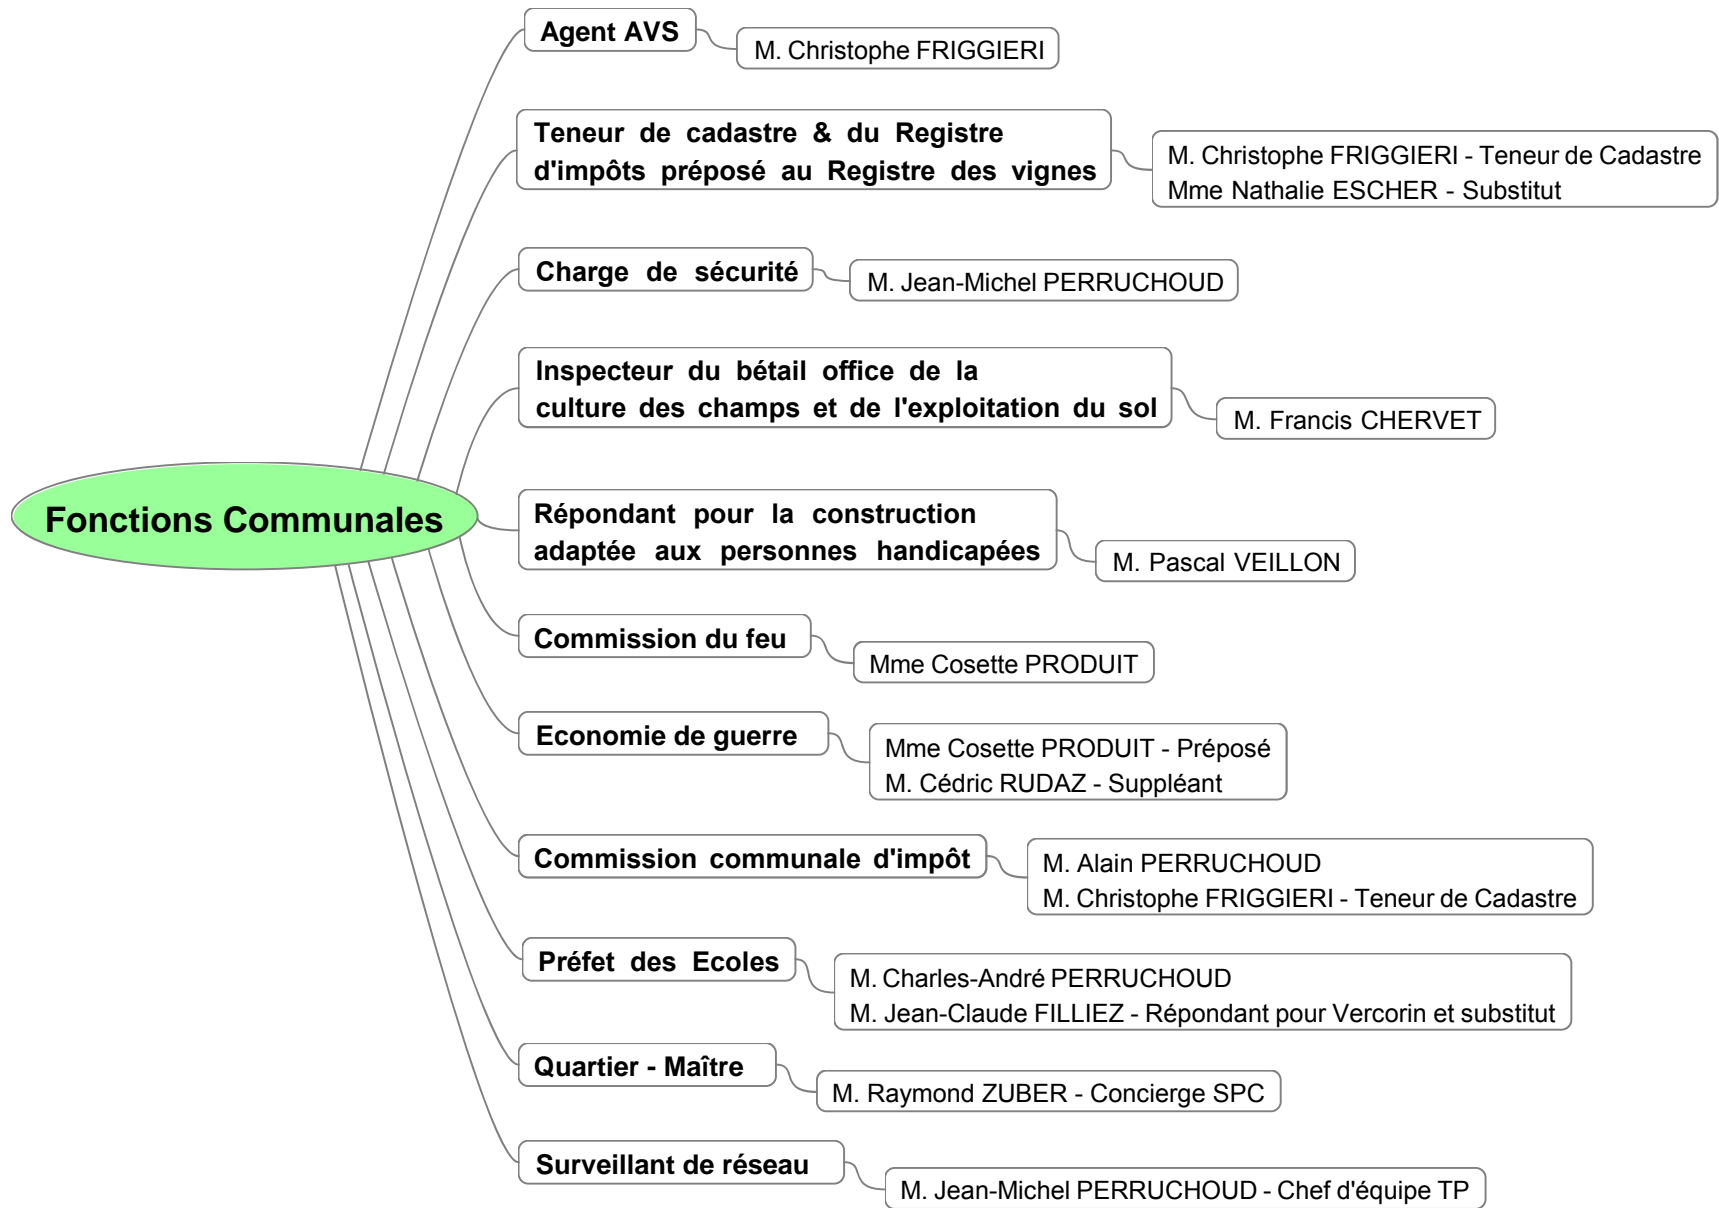 Fonctions Communales
Agent AVS
M. Christophe FRIGGIERI
Teneur de cadastre & du Registre
d'impôts préposé au Registre des vignes
M. Christophe FRIGGIERI - Teneur de Cadastre
Mme Nathalie ESCHER - Substitut
Charge de sécurité
M. Jean-Michel PERRUCHOUD
Inspecteur du bétail office de la
culture des champs et de l'exploitation du sol
M. Francis CHERVET
Répondant pour la construction
adaptée aux personnes handicapées
M. Pascal VEILLON
Commission du feu
Mme Cosette PRODUIT
Economie de guerre
Mme Cosette PRODUIT - Préposé
M. Cédric RUDAZ - Suppléant
Commission communale d'impôt
M. Alain PERRUCHOUD
M. Christophe FRIGGIERI - Teneur de Cadastre
Préfet des Ecoles
M. Charles-André PERRUCHOUD
M. Jean-Claude FILLIEZ - Répondant pour Vercorin et substitut
Quartier - Maître
M. Raymond ZUBER - Concierge SPC
Surveillant de réseau
M. Jean-Michel PERRUCHOUD - Chef d'équipe TP